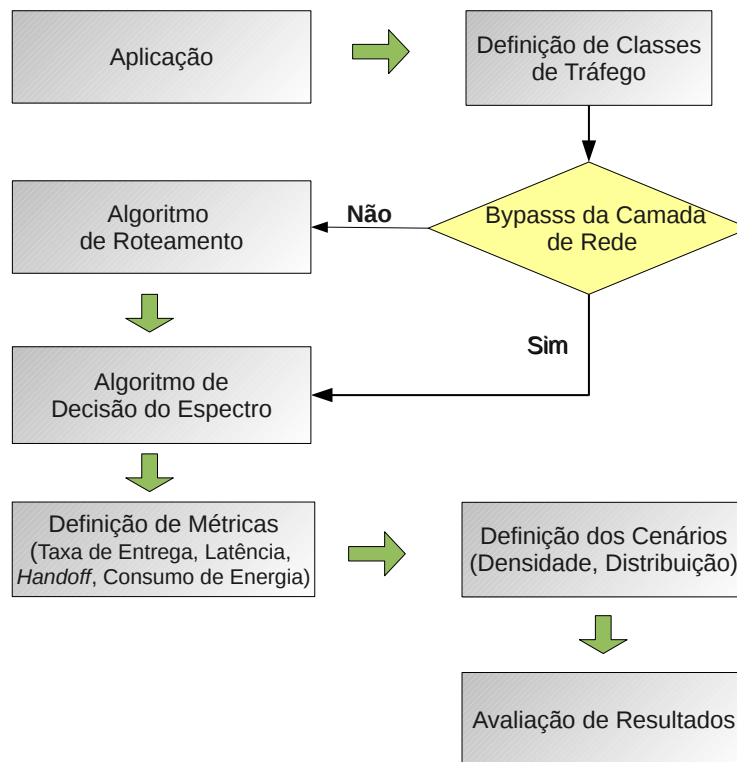 Aplicação
Definição de Classes
de Tráfego
Bypasss da Camada
de Rede
Não
Algoritmo
de Roteamento
Sim
Algoritmo de
Decisão do Espectro
Definição de Métricas
(Taxa de Entrega, Latência,
Handoff, Consumo de Energia)
Definição dos Cenários
(Densidade, Distribuição)
Avaliação de Resultados